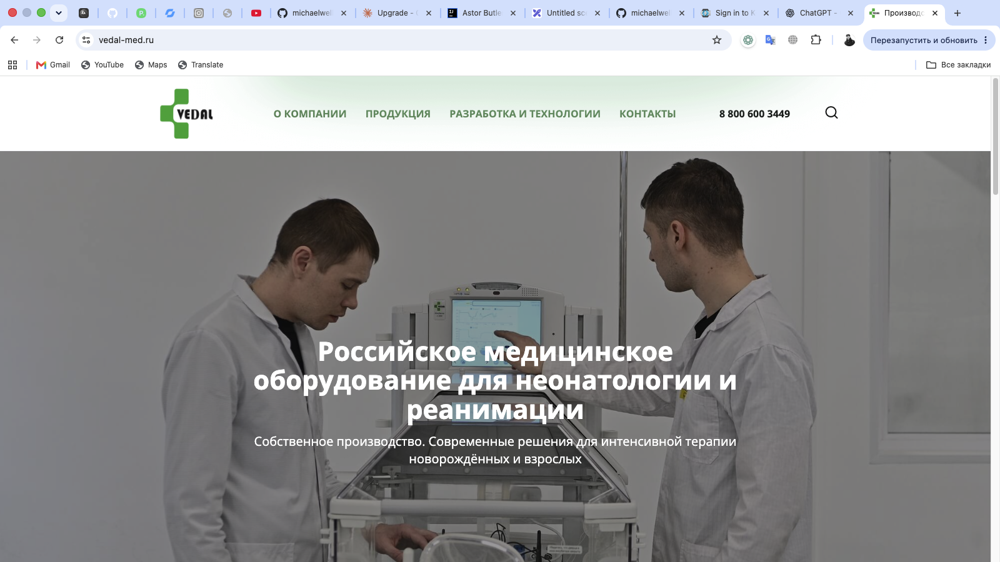 michaelwel
Upgrade - C
Astor Butle
Untitled sc
michaelwel
Sign in to K
ChatGPT -
Производс
vedal-med.ru
Перезапустить и обновить
Gmail
YouTube
Maps
Translate
Все закладки
VEDAL
О КОМПАНИИ
ПРОДУКЦИЯ
РАЗРАБОТКА И ТЕХНОЛОГИИ
КОНТАКТЫ
8 800 600 3449
Российское медицинское
оборудование для неонатологии и
реанимации
Собственное производство. Современные решения для интенсивной терапии
новорождённых и взрослых